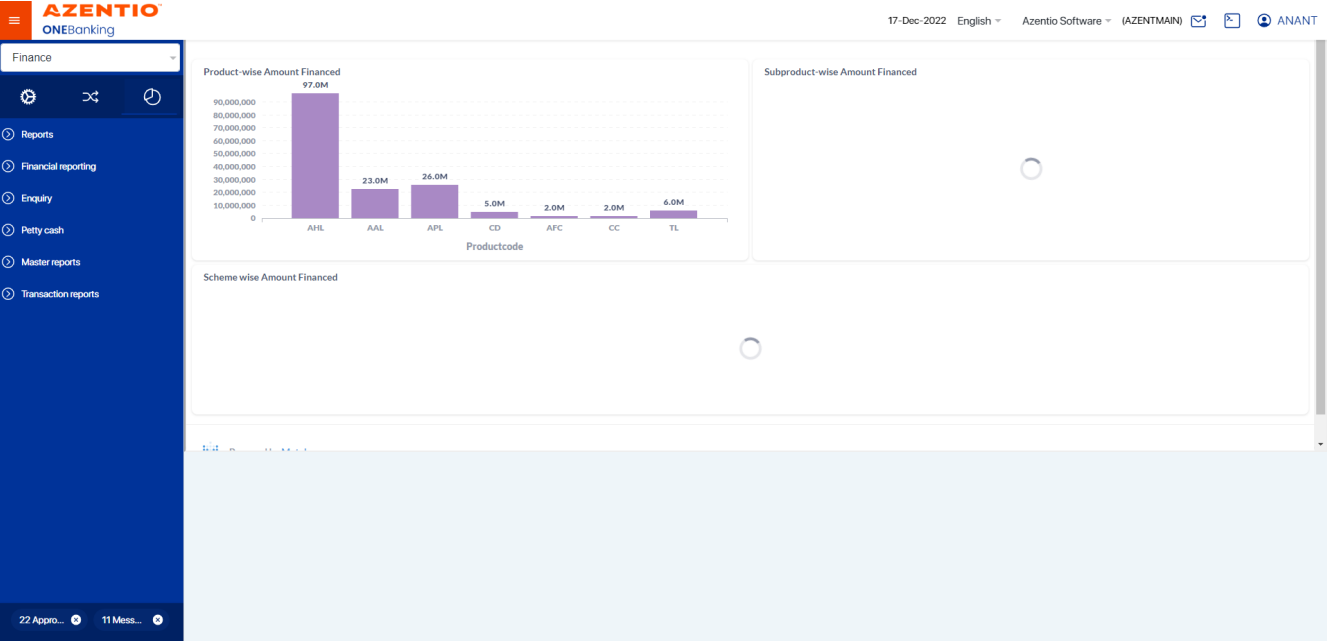 AZENTIO
ONEBanking
17-Dec-2022 English Azentio Software (AZENTMAIN) ANANT
Finance
Reports
Financial reporting
Enquiry
Petty cash
Master reports
Transaction reports
22 Appro... 11 Mess...
Product-wise Amount Financed
97.0M
90,000,000
80,000,000
70,000,000
60,000,000
50,000,000
40,000,000
30,000,000
20,000,000
10,000,000
0
23.0M
26.0M
5.0M
2.0M
2.0M
6.0M
AHL AAL APL CD AFC CC TL
Productcode
Subproduct-wise Amount Financed
Scheme wise Amount Financed